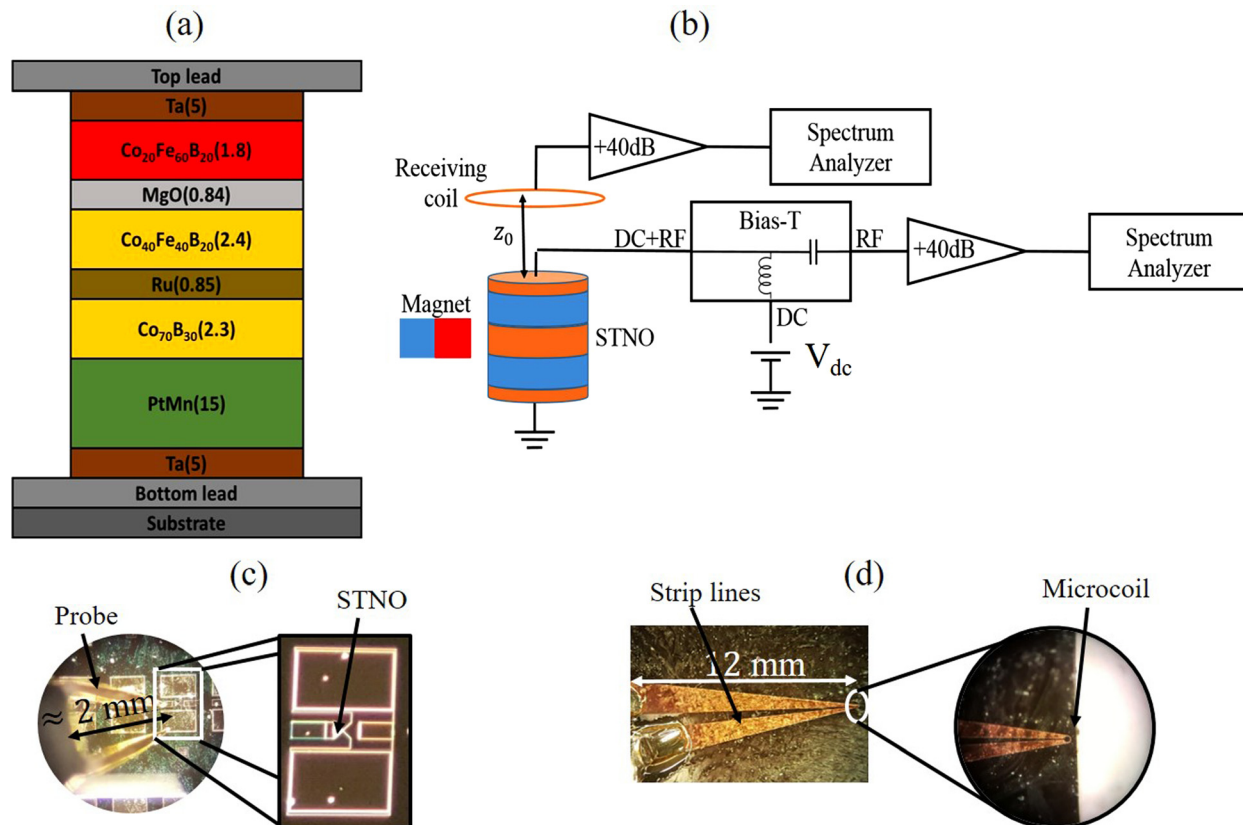 (a)
Top lead
Ta(5)
Co₂₀Fe₆₀B₂₀(1.8)
MgO(0.84)
Co₄₀Fe₄₀B₂₀(2.4)
Ru(0.85)
Co₇₀B₃₀(2.3)
PtMn(15)
Ta(5)
Bottom lead
Substrate
(b)
+40dB
Spectrum
Analyzer
Receiving
coil
z₀
DC+RF
Bias-T
RF
+40dB
Spectrum
Analyzer
DC
Magnet
STNO
V_dc
(c)
Probe
STNO
≈ 2 mm
(d)
Strip lines
Microcoil
12 mm